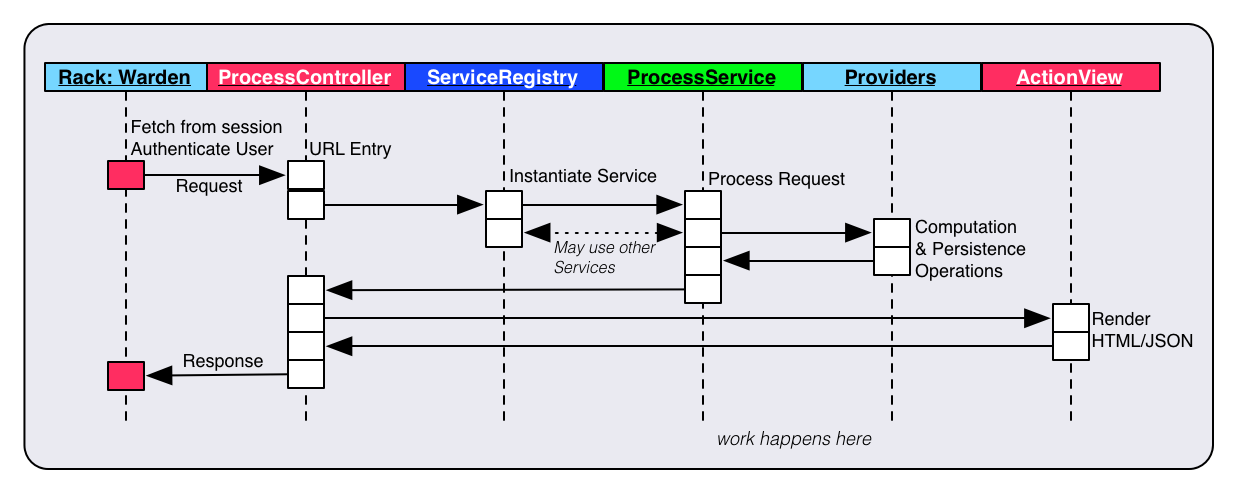 Rack: Warden ProcessController ServiceRegistry ProcessService Providers ActionView
Fetch from session
Authenticate User
URL Entry
Request
Instantiate Service
Process Request
May use other
Services
Computation
& Persistence
Operations
Render
HTML/JSON
Response
work happens here